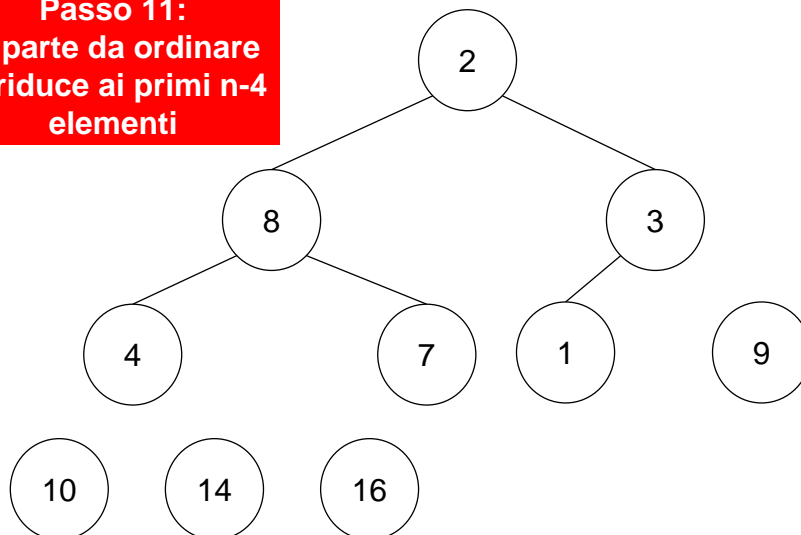 Passo 11:
parte da ordinare
riduce ai primi n-4
elementi
2
8
3
4
7
1
9
10
14
16